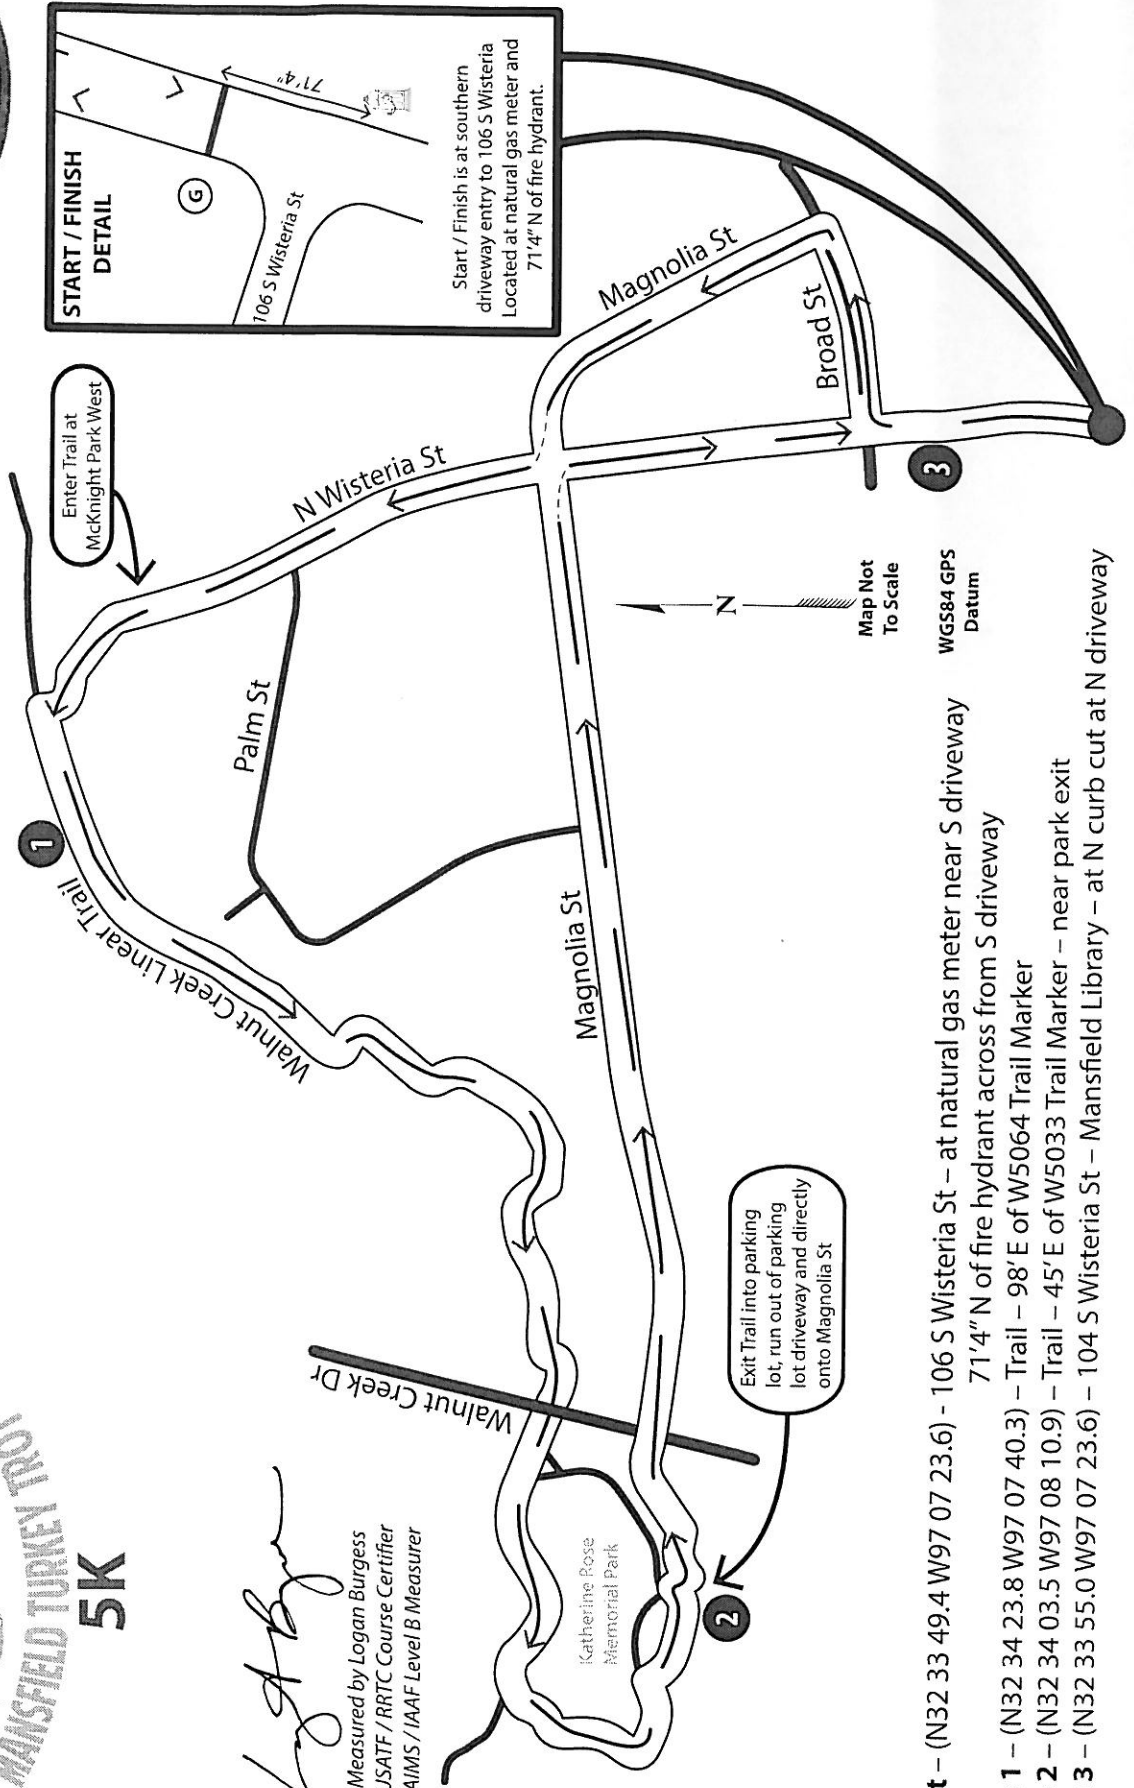 MANSFIELD TURKEY TROT
5K
Measured by Logan Burgess
USATF / RRTC Course Certifier
AIMS / IAAF Level B Measurer
START / FINISH
DETAIL
G
71'4"
106 S Wisteria St
Start / Finish is at southern
driveway entry to 106 S Wisteria
Located at natural gas meter and
71'4" N of fire hydrant.
Enter Trail at
McKnight Park West
1
Walnut Creek Linear Trail
N Wisteria St
Palm St
Magnolia St
Magnolia St
Broad St
Walnut Creek Dr
Katherine Rose
Memorial Park
2
Exit Trail into parking
lot, run out of parking
lot driveway and directly
onto Magnolia St
N
Map Not
To Scale
WGS84 GPS
Datum
3
t – (N32 33 49.4 W97 07 23.6) - 106 S Wisteria St – at natural gas meter near S driveway
71'4" N of fire hydrant across from S driveway
1 – (N32 34 23.8 W97 07 40.3) – Trail – 98' E of W5064 Trail Marker
2 – (N32 34 03.5 W97 08 10.9) – Trail – 45' E of W5033 Trail Marker – near park exit
3 – (N32 33 55.0 W97 07 23.6) – 104 S Wisteria St – Mansfield Library – at N curb cut at N driveway